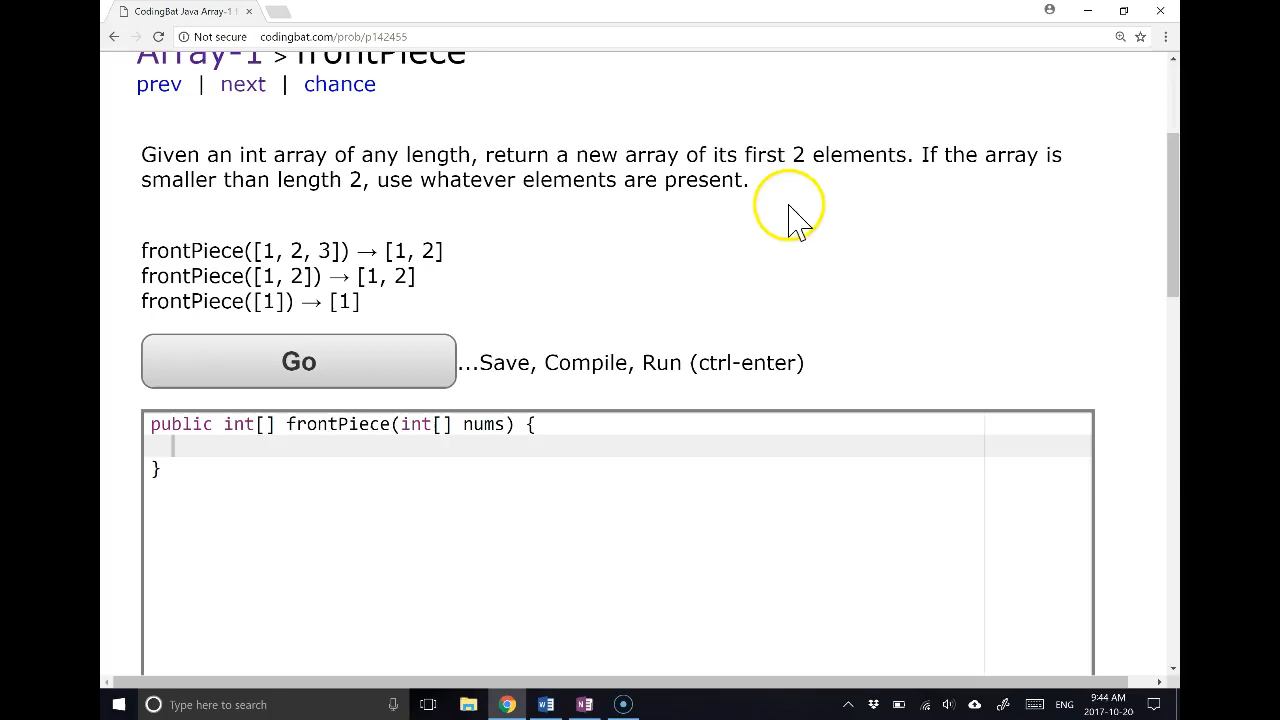 CodingBat Java Array-1
Not secure codingbat.com/prob/p142455
Array-1 > frontPiece
prev | next | chance
Given an int array of any length, return a new array of its first 2 elements. If the array is
smaller than length 2, use whatever elements are present.
frontPiece([1, 2, 3]) → [1, 2]
frontPiece([1, 2]) → [1, 2]
frontPiece([1]) → [1]
Go ...Save, Compile, Run (ctrl-enter)
public int[] frontPiece(int[] nums) {
}
Type here to search
ENG
9:44 AM
2017-10-20